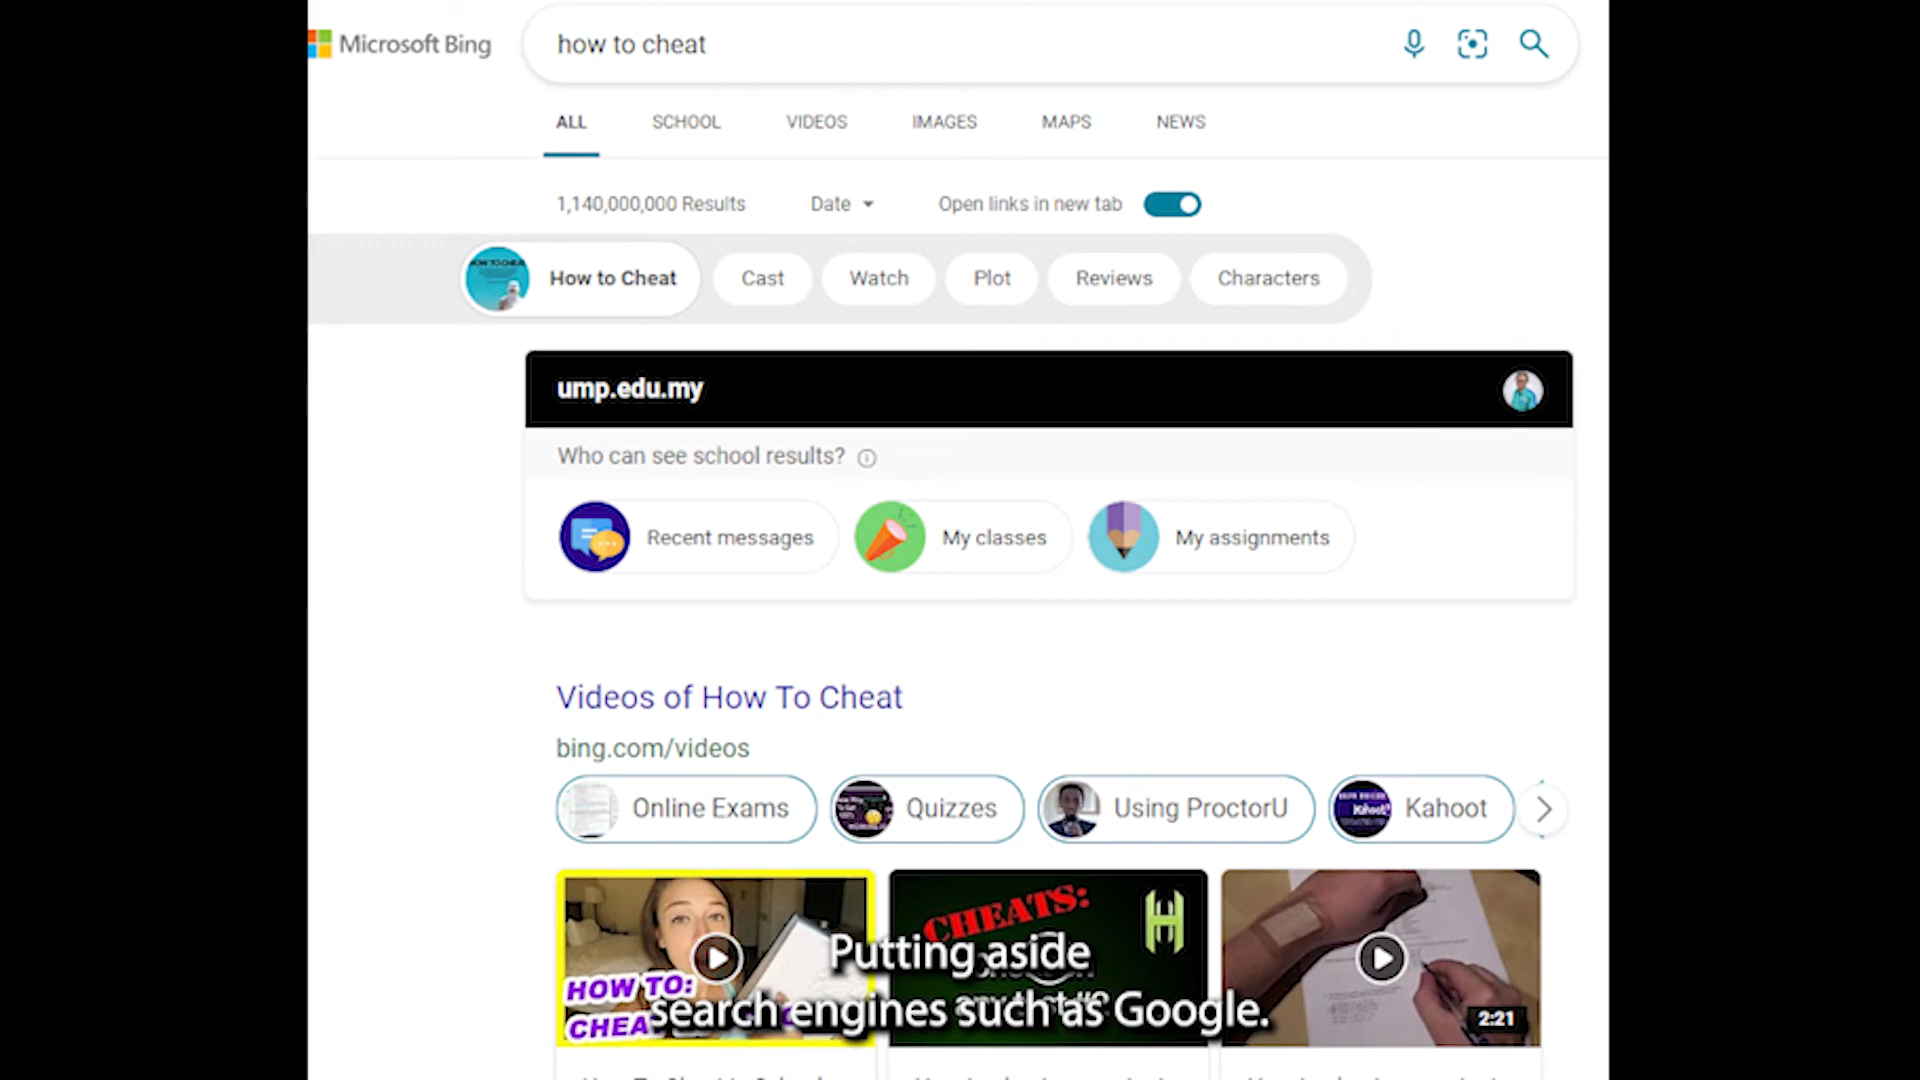 Microsoft Bing
how to cheat
ALL SCHOOL VIDEOS IMAGES MAPS NEWS
1,140,000,000 Results Date Open links in new tab
How to Cheat Cast Watch Plot Reviews Characters
ump.edu.my
Who can see school results?
Recent messages My classes My assignments
Videos of How To Cheat
bing.com/videos
Online Exams Quizzes Using ProctorU Kahoot
CHEATS:
HOW TO:
CHEA
2:21
Putting aside
search engines such as Google.